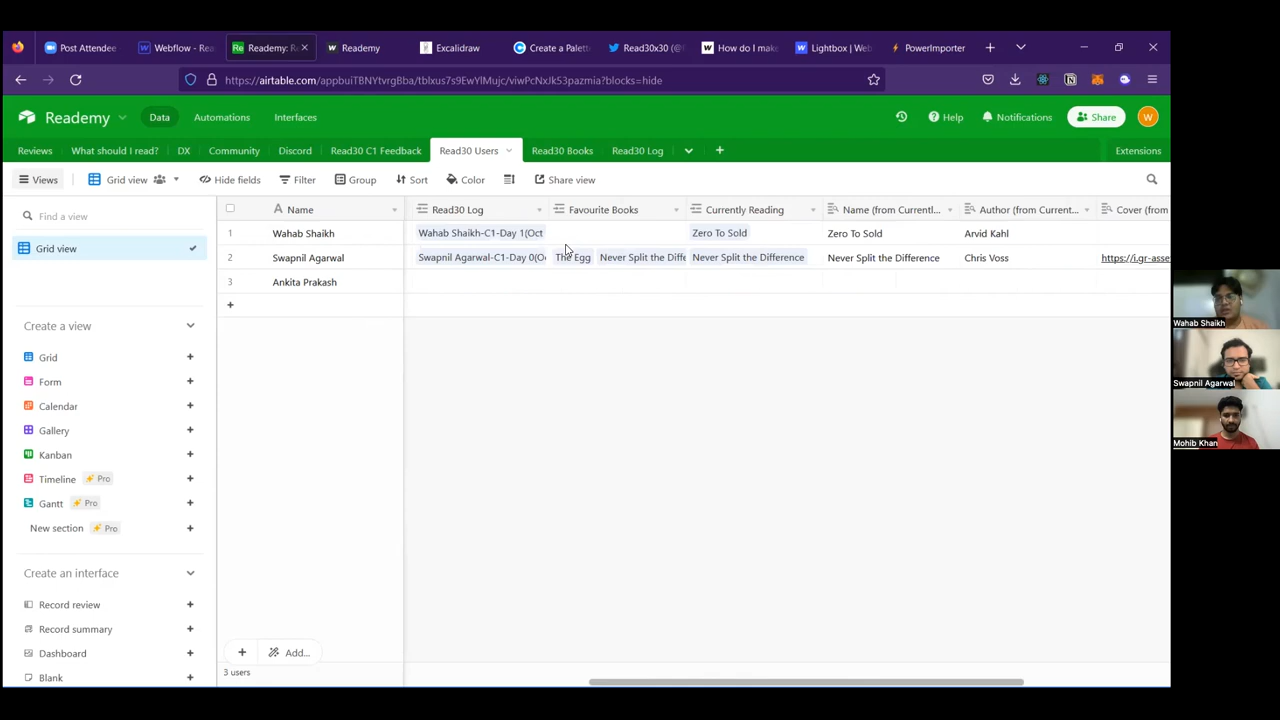 Post Attendee
Webflow - Rea
Reademy: R
Reademy
Excalidraw
Create a Palett
Read30x30 (@
How do I make
Lightbox | Web
PowerImporter
https://airtable.com/appbuiTBNYtvrgBba/tblxus7s9EwYlMujc/viwPcNxJk53pazmia?blocks=hide
Reademy
Data
Automations
Interfaces
Help
Notifications
Share
W
Reviews
What should I read?
DX
Community
Discord
Read30 C1 Feedback
Read30 Users
Read30 Books
Read30 Log
Extensions
Views
Grid view
Hide fields
Filter
Group
Sort
Color
Share view
Find a view
Grid view
Name
Read30 Log
Favourite Books
Currently Reading
Name (from Currentl...
Author (from Current...
Cover (from
1
Wahab Shaikh
Wahab Shaikh-C1-Day 1(Oct
Zero To Sold
Zero To Sold
Arvid Kahl
2
Swapnil Agarwal
Swapnil Agarwal-C1-Day 0(O
The Egg
Never Split the Diffe
Never Split the Difference
Never Split the Difference
Chris Voss
https://i.gr-asse
3
Ankita Prakash
Create a view
Grid
Form
Calendar
Gallery
Kanban
Timeline
Pro
Gantt
Pro
New section
Pro
Create an interface
Record review
Record summary
Dashboard
Blank
Add...
3 users
Wahab Shaikh
Swapnil Agarwal
Mohib Khan